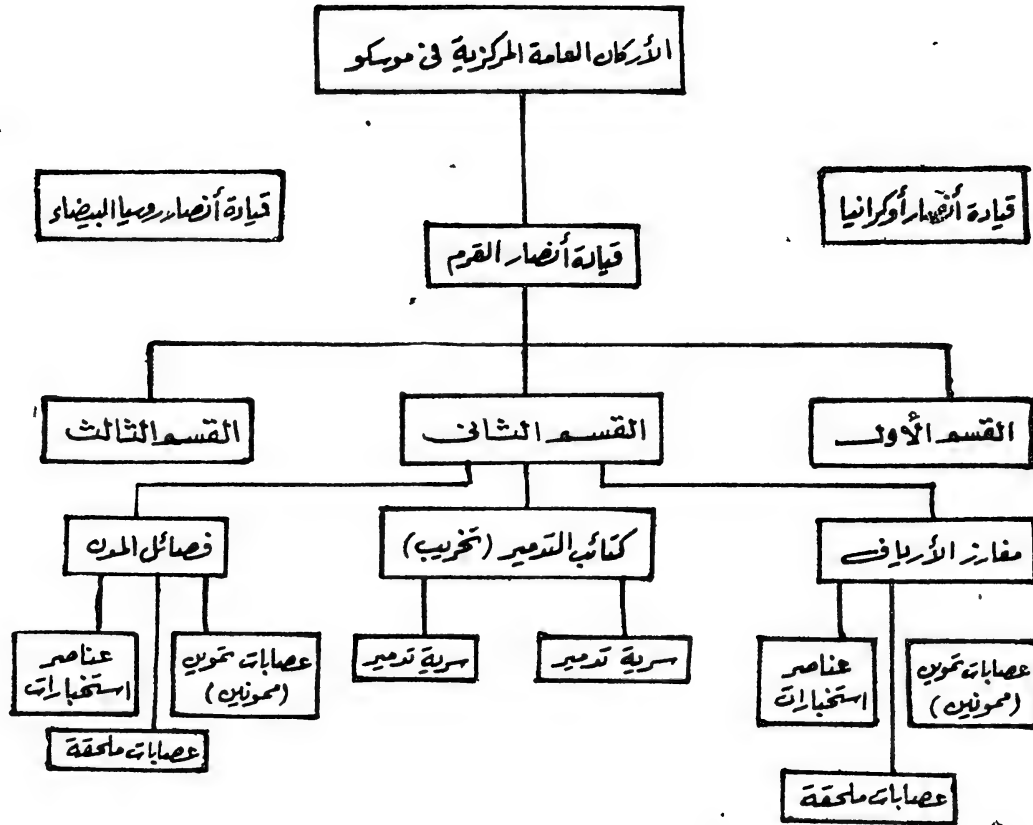 الأركان العامة المركزية فى موسكو
قيادة أنصار أوكرانيا
قيادة أنصار روسيا البيضاء
قيادة أنصار القرم
القسم الأول
القسم الثانى
القسم الثالث
مفارز الأرياف
كتائب التدمير (تخريب)
فصائل المدن
عصابات تموين
(ممونين)
عناصر
استخبارات
سرية تدمير
سرية تدمير
عصابات تموين
(ممونين)
عناصر
استخبارات
عصابات ملحقة
عصابات ملحقة